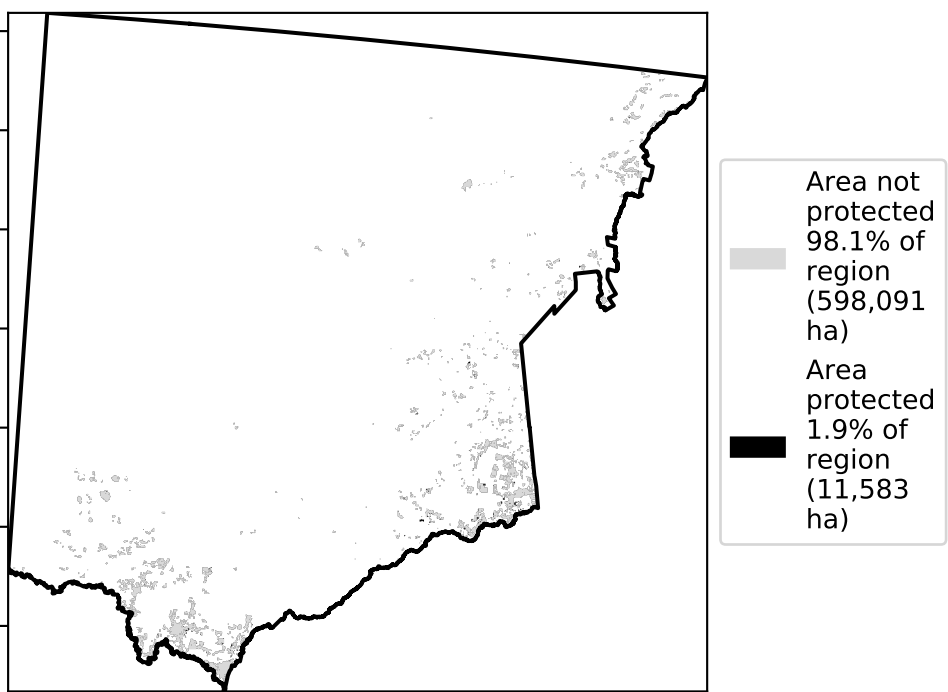 Area not
protected
98.1% of
region
(598,091
ha)
Area
protected
1.9% of
region
(11,583
ha)